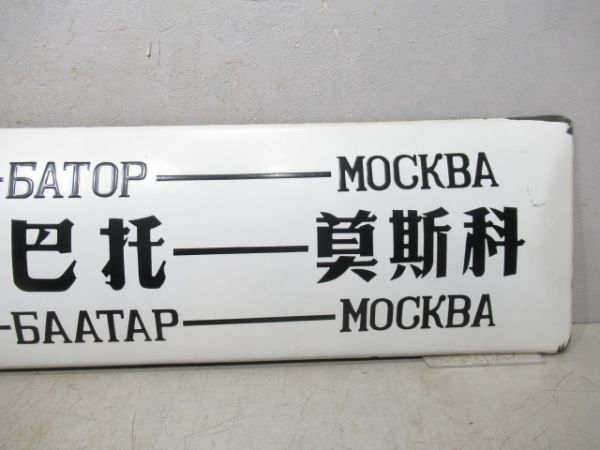 –БАТОР — МОСКВА
巴托 — 莫斯科
–БААТАР — МОСКВА